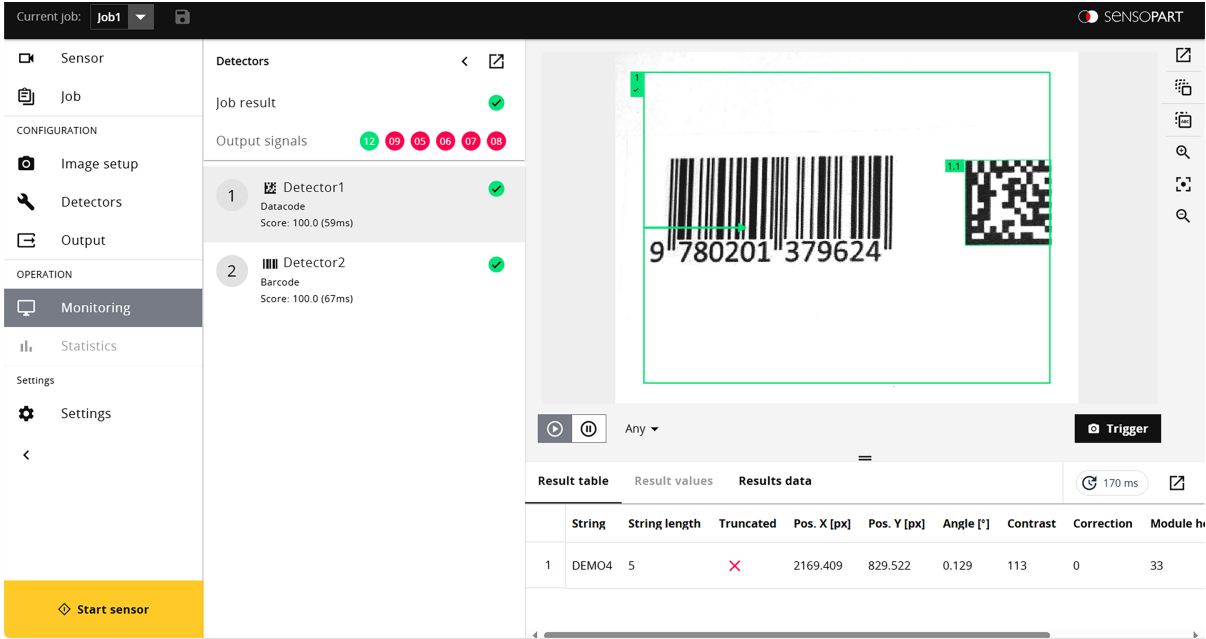 Current job: Job1
SENSOPART
Sensor
Job
CONFIGURATION
Image setup
Detectors
Output
OPERATION
Monitoring
Statistics
Settings
Settings
Start sensor
Detectors
Job result
Output signals 12 09 05 06 07 08
1 Detector1
Datacode
Score: 100.0 (59ms)
2 Detector2
Barcode
Score: 100.0 (67ms)
1
1.1
9 780201 379624
ABC
Any
Trigger
Result table Result values Results data 170 ms
String String length Truncated Pos. X [px] Pos. Y [px] Angle [°] Contrast Correction Module he
1 DEMO4 5 2169.409 829.522 0.129 113 0 33